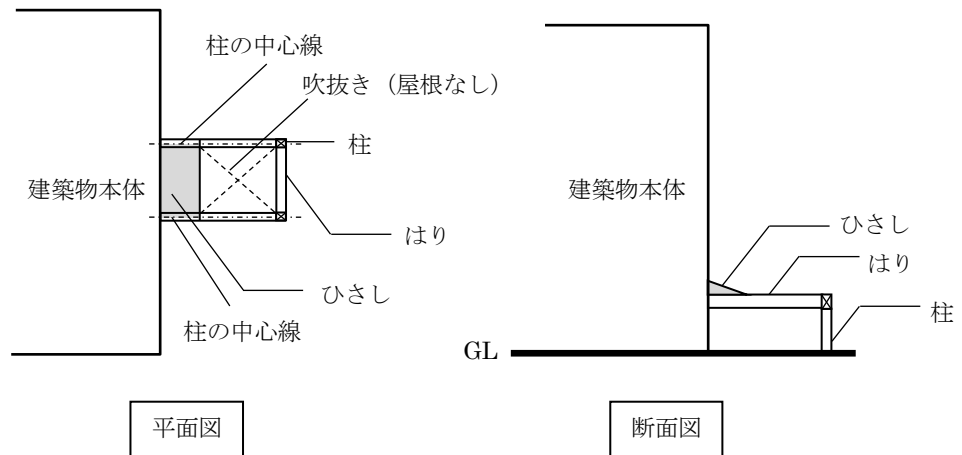 柱の中心線
吹抜き（屋根なし）
柱
建築物本体
はり
ひさし
柱の中心線
平面図
建築物本体
ひさし
はり
柱
GL
断面図